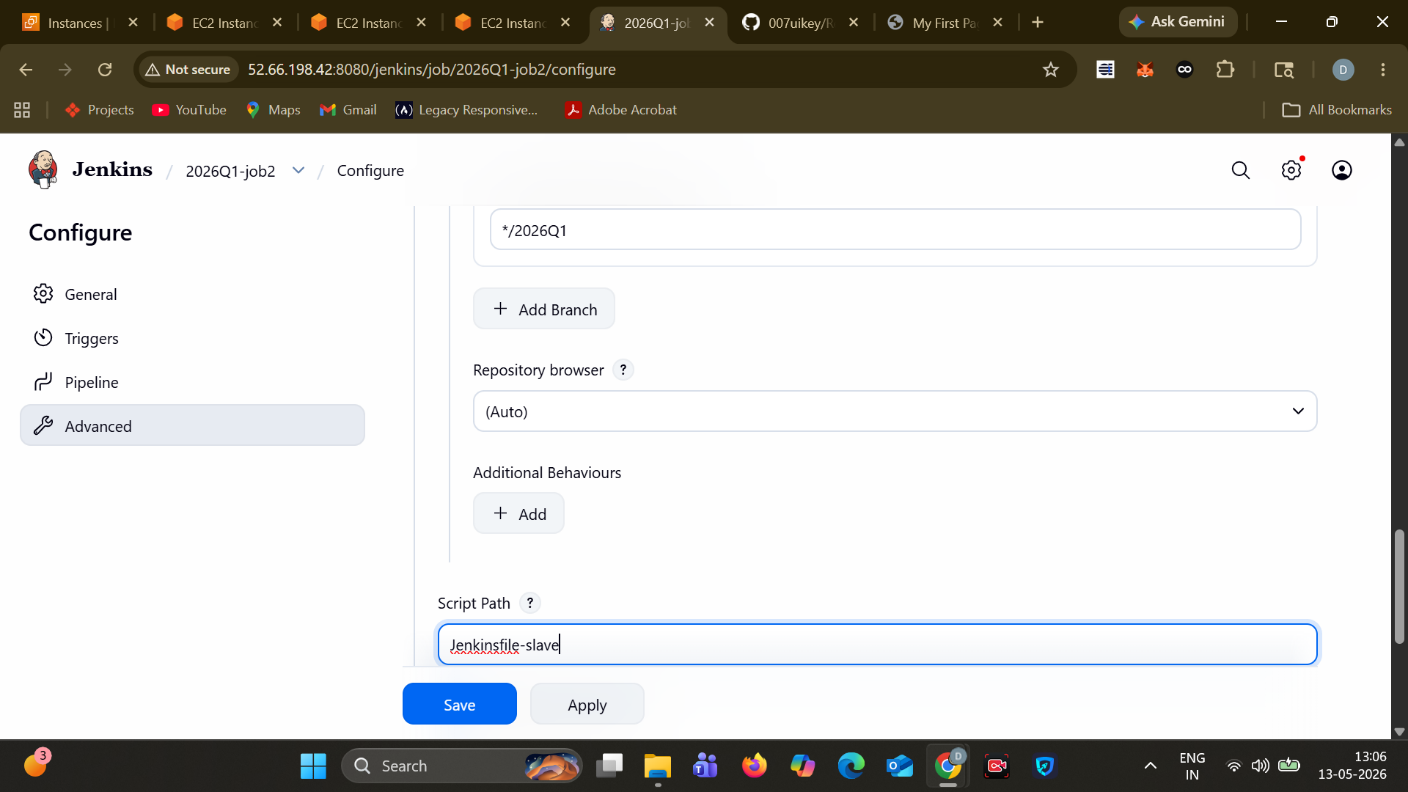 Instances |
EC2 Instanc
EC2 Instanc
EC2 Instanc
2026Q1-job
007uikey/R
My First Pa
Ask Gemini
Not secure
52.66.198.42:8080/jenkins/job/2026Q1-job2/configure
D
Projects
YouTube
Maps
Gmail
(A)
Legacy Responsive...
Adobe Acrobat
All Bookmarks
Jenkins / 2026Q1-job2 / Configure
Configure
General
Triggers
Pipeline
Advanced
*/2026Q1
+ Add Branch
Repository browser ?
(Auto)
Additional Behaviours
+ Add
Script Path ?
Jenkinsfile-slave
Save
Apply
3
Search
D
ENG
IN
13:06
13-05-2026